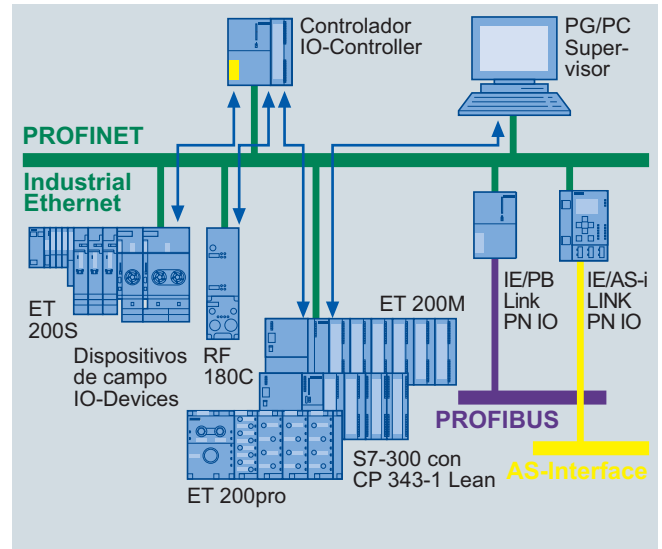 Controlador
IO-Controller
PG/PC
Super-
visor
PROFINET
Industrial
Ethernet
ET
200S
Dispositivos
de campo
IO-Devices
RF
180C
ET 200M
IE/PB
Link
PN IO
IE/AS-i
LINK
PN IO
PROFIBUS
AS-Interface
S7-300 con
CP 343-1 Lean
ET 200pro